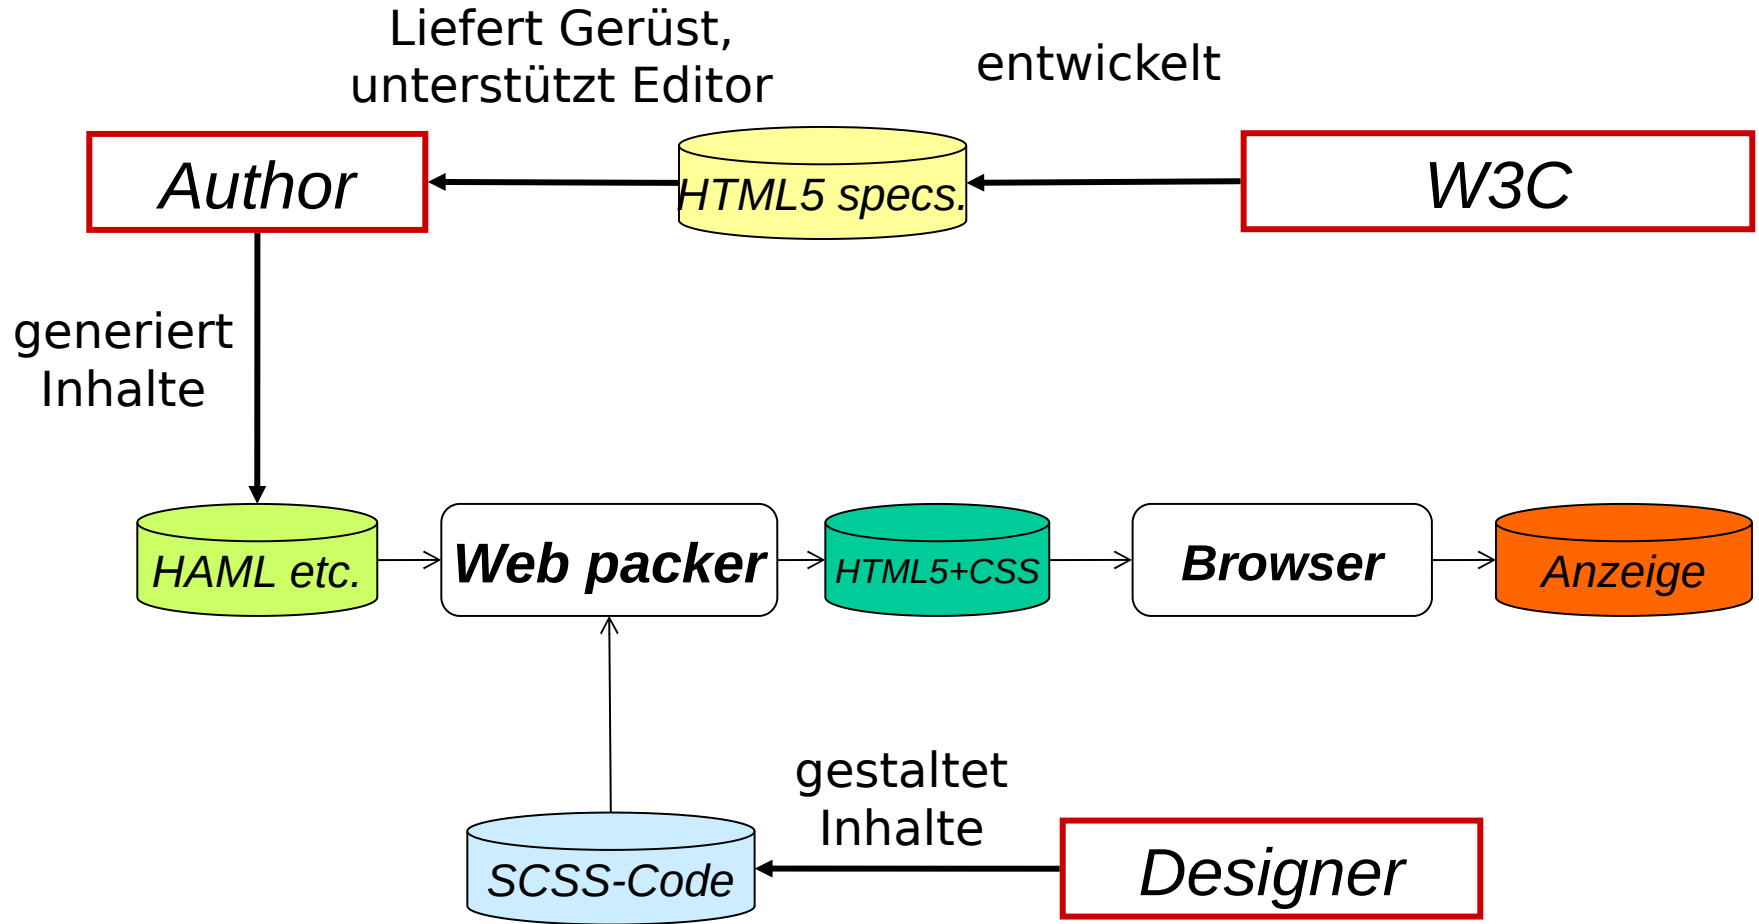 Liefert Gerüst,
unterstützt Editor
entwickelt
Author
HTML5 specs.
W3C
generiert
Inhalte
HAML etc.
Web packer
HTML5+CSS
Browser
Anzeige
gestaltet
Inhalte
SCSS-Code
Designer